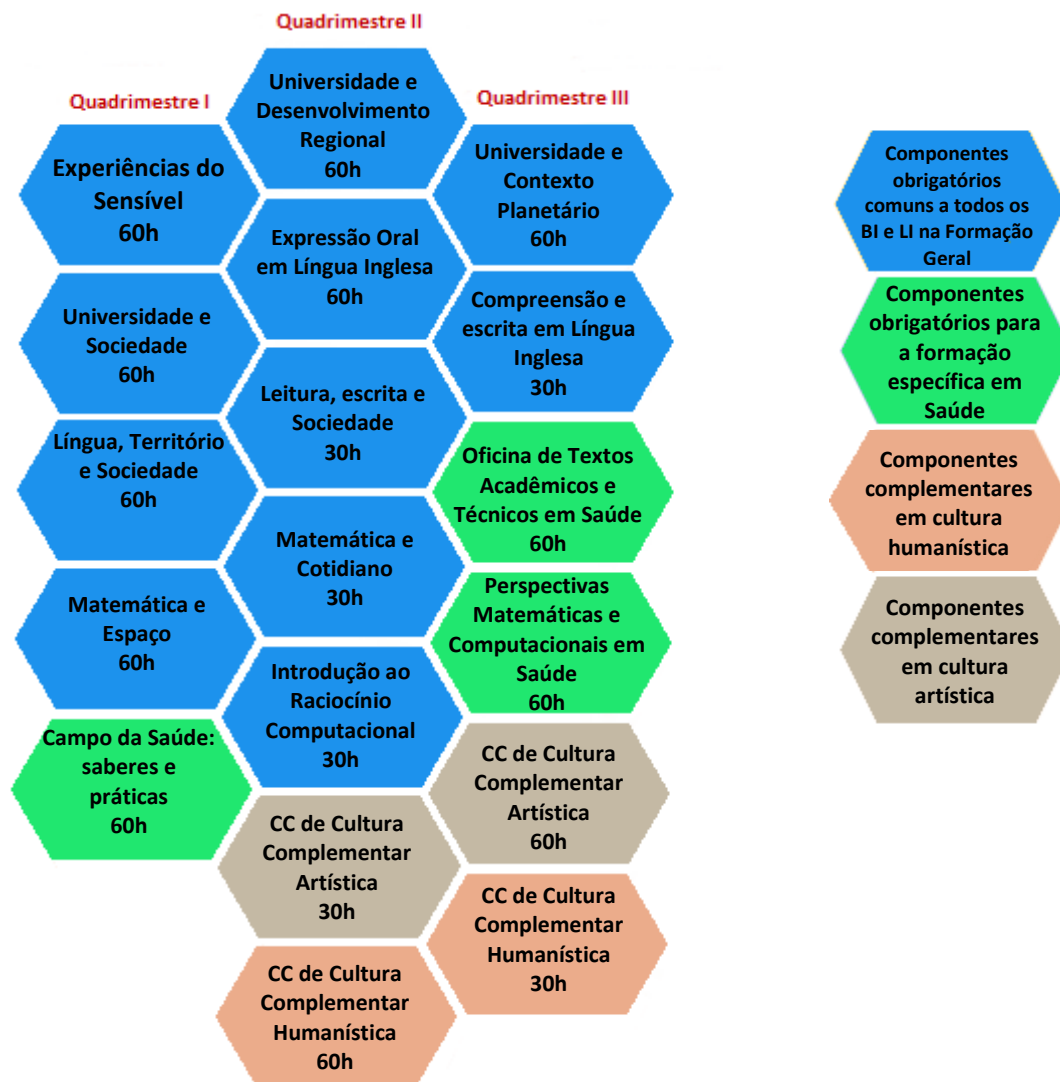 Quadrimestre I
Experiências do
Sensível
60h
Universidade e
Sociedade
60h
Língua, Território
e Sociedade
60h
Matemática e
Espaço
60h
Campo da Saúde:
saberes e
práticas
60h
Quadrimestre II
Universidade e
Desenvolvimento
Regional
60h
Expressão Oral
em Língua Inglesa
60h
Leitura, escrita e
Sociedade
30h
Matemática e
Cotidiano
30h
Introdução ao
Raciocínio
Computacional
30h
CC de Cultura
Complementar
Artística
30h
CC de Cultura
Complementar
Humanística
60h
Quadrimestre III
Universidade e
Contexto
Planetário
60h
Compreensão e
escrita em Língua
Inglesa
30h
Oficina de Textos
Acadêmicos e
Técnicos em Saúde
60h
Perspectivas
Matemáticas e
Computacionais em
Saúde
60h
CC de Cultura
Complementar
Artística
60h
CC de Cultura
Complementar
Humanística
30h
Componentes
obrigatórios
comuns a todos os
BI e LI na Formação
Geral
Componentes
obrigatórios para
a formação
específica em
Saúde
Componentes
complementares
em cultura
humanística
Componentes
complementares
em cultura
artística